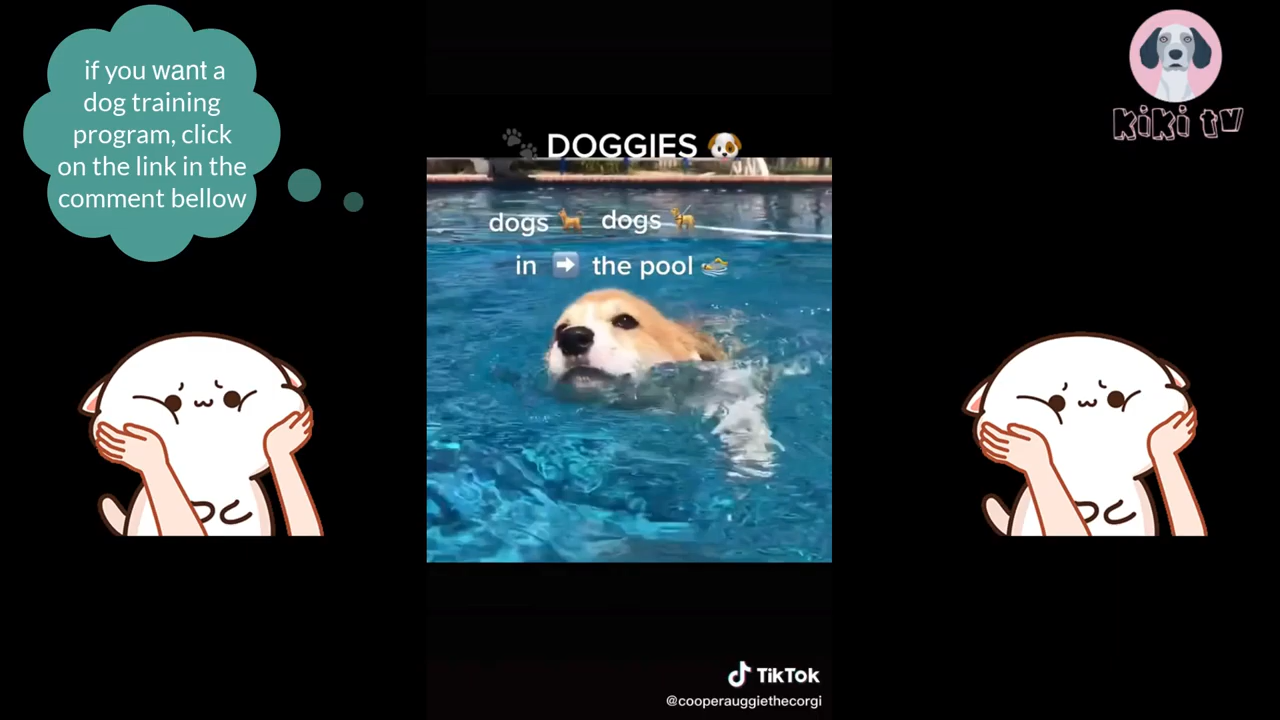 if you want a
dog training
program, click
on the link in the
comment bellow
KiKi tv
🐾 DOGGIES 🐶
dogs 🐕 dogs 🦮
in ➡️ the pool 🏊
TikTok
@cooperauggiethecorgi